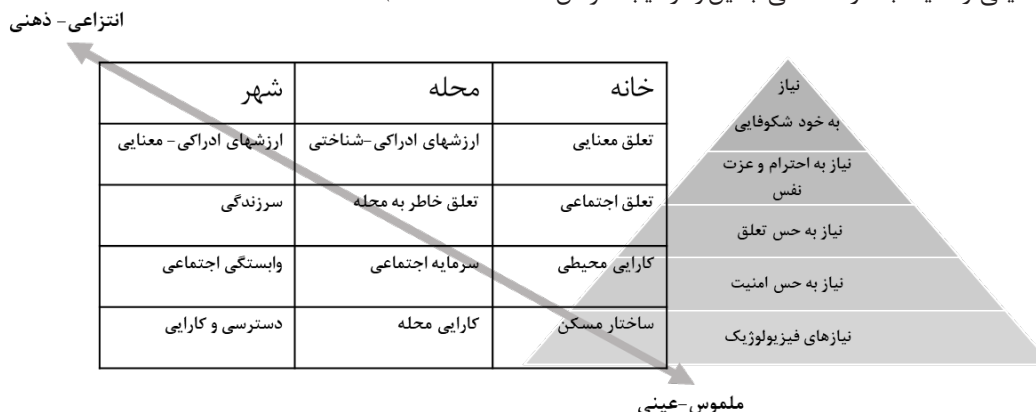 انتزاعی- ذهنی
خانه محله شهر
تعلق معنایی ارزشهای ادراکی-شناختی ارزشهای ادراکی- معنایی
تعلق اجتماعی تعلق خاطر به محله سرزندگی
کارایی محیطی سرمایه اجتماعی وابستگی اجتماعی
ساختار مسکن کارایی محله دسترسی و کارایی
نیاز
به خود شکوفایی
نیاز به احترام و عزت
نفس
نیاز به حس تعلق
نیاز به حس امنیت
نیازهای فیزیولوژیک
ملموس-عینی